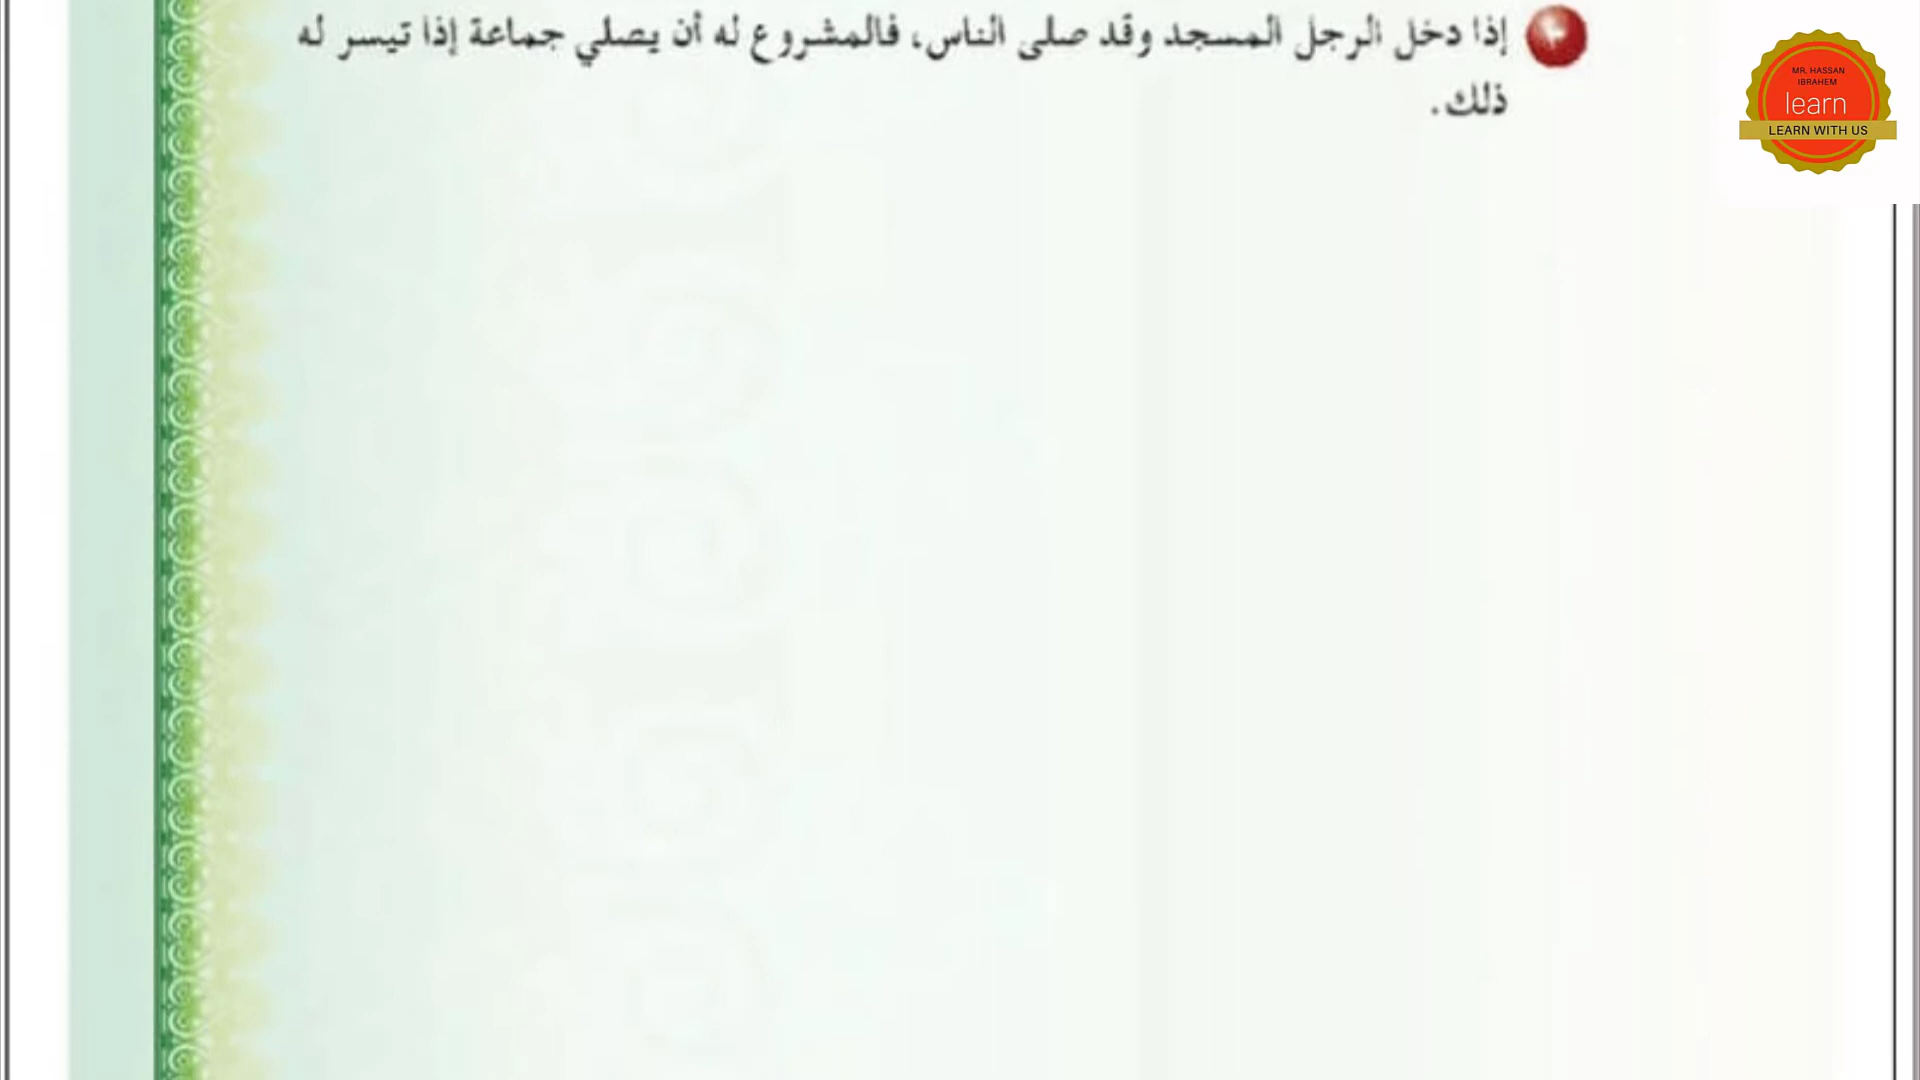 إذا دخل الرجل المسجد وقد صلى الناس، فالمشروع له أن يصلي جماعة إذا تيسر له
ذلك.
MR. HASSAN
IBRAHEM
learn
LEARN WITH US